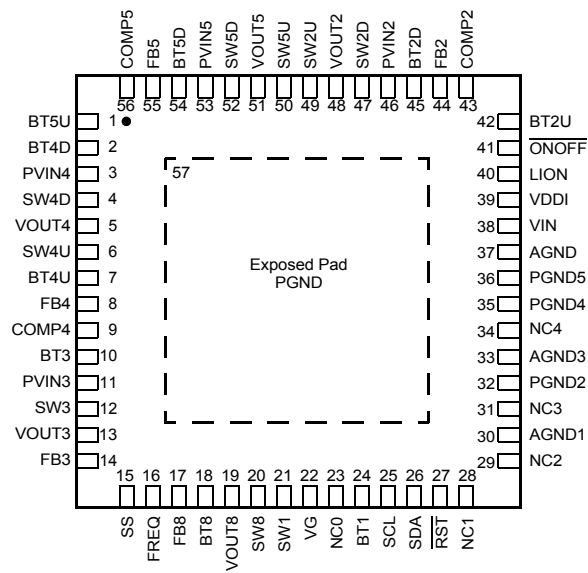 COMP5
FB5
BT5D
PVIN5
SW5D
VOUT5
SW5U
SW2U
VOUT2
SW2D
PVIN2
BT2D
FB2
COMP2
56 55 54 53 52 51 50 49 48 47 46 45 44 43
BT5U 1
BT4D 2
PVIN4 3
SW4D 4
VOUT4 5
SW4U 6
BT4U 7
FB4 8
COMP4 9
BT3 10
PVIN3 11
SW3 12
VOUT3 13
FB3 14
57
Exposed Pad
PGND
42 BT2U
41 ONOFF
40 LION
39 VDDI
38 VIN
37 AGND
36 PGND5
35 PGND4
34 NC4
33 AGND3
32 PGND2
31 NC3
30 AGND1
29 NC2
15 16 17 18 19 20 21 22 23 24 25 26 27 28
SS
FREQ
FB8
BT8
VOUT8
SW8
SW1
VG
NC0
BT1
SCL
SDA
RST
NC1